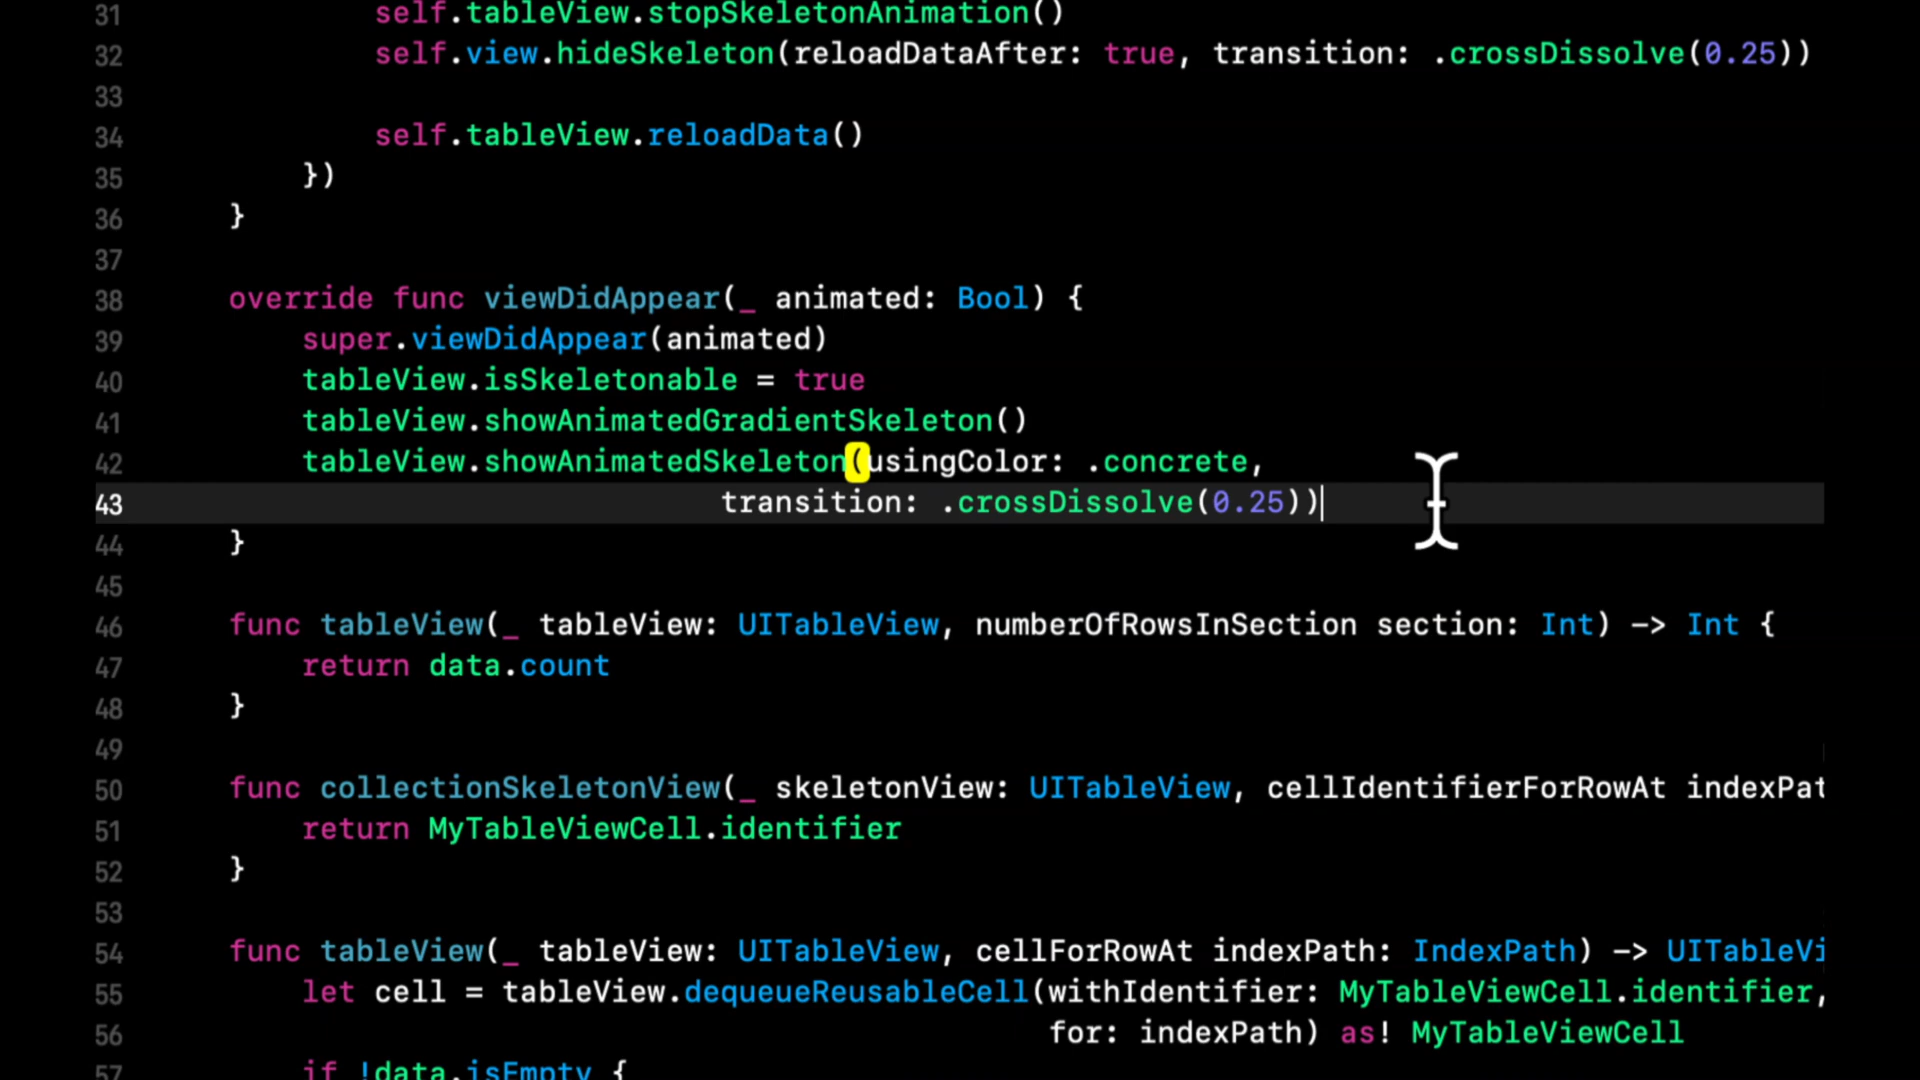 31 self.tableView.stopSkeletonAnimation()
32 self.view.hideSkeleton(reloadDataAfter: true, transition: .crossDissolve(0.25))
33
34 self.tableView.reloadData()
35 })
36 }
37
38 override func viewDidAppear(_ animated: Bool) {
39 super.viewDidAppear(animated)
40 tableView.isSkeletonable = true
41 tableView.showAnimatedGradientSkeleton()
42 tableView.showAnimatedSkeleton(usingColor: .concrete,
43 transition: .crossDissolve(0.25))
44 }
45
46 func tableView(_ tableView: UITableView, numberOfRowsInSection section: Int) -> Int {
47 return data.count
48 }
49
50 func collectionSkeletonView(_ skeletonView: UITableView, cellIdentifierForRowAt indexPat
51 return MyTableViewCell.identifier
52 }
53
54 func tableView(_ tableView: UITableView, cellForRowAt indexPath: IndexPath) -> UITableVi
55 let cell = tableView.dequeueReusableCell(withIdentifier: MyTableViewCell.identifier,
56 for: indexPath) as! MyTableViewCell
57 if !data.isEmpty {